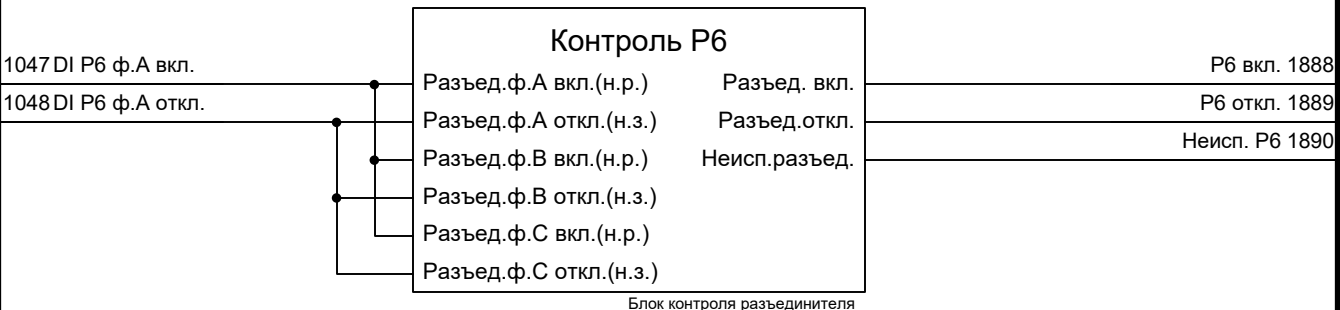 Контроль Р6
1047 DI Р6 ф.А вкл.
Р6 вкл. 1888
Разъед.ф.А вкл.(н.р.)
Разъед. вкл.
1048 DI Р6 ф.А откл.
Р6 откл. 1889
Разъед.ф.А откл.(н.з.)
Разъед.откл.
Неисп. Р6 1890
Разъед.ф.В вкл.(н.р.)
Неисп.разъед.
Разъед.ф.В откл.(н.з.)
Разъед.ф.С вкл.(н.р.)
Разъед.ф.С откл.(н.з.)
Блок контроля разъединителя